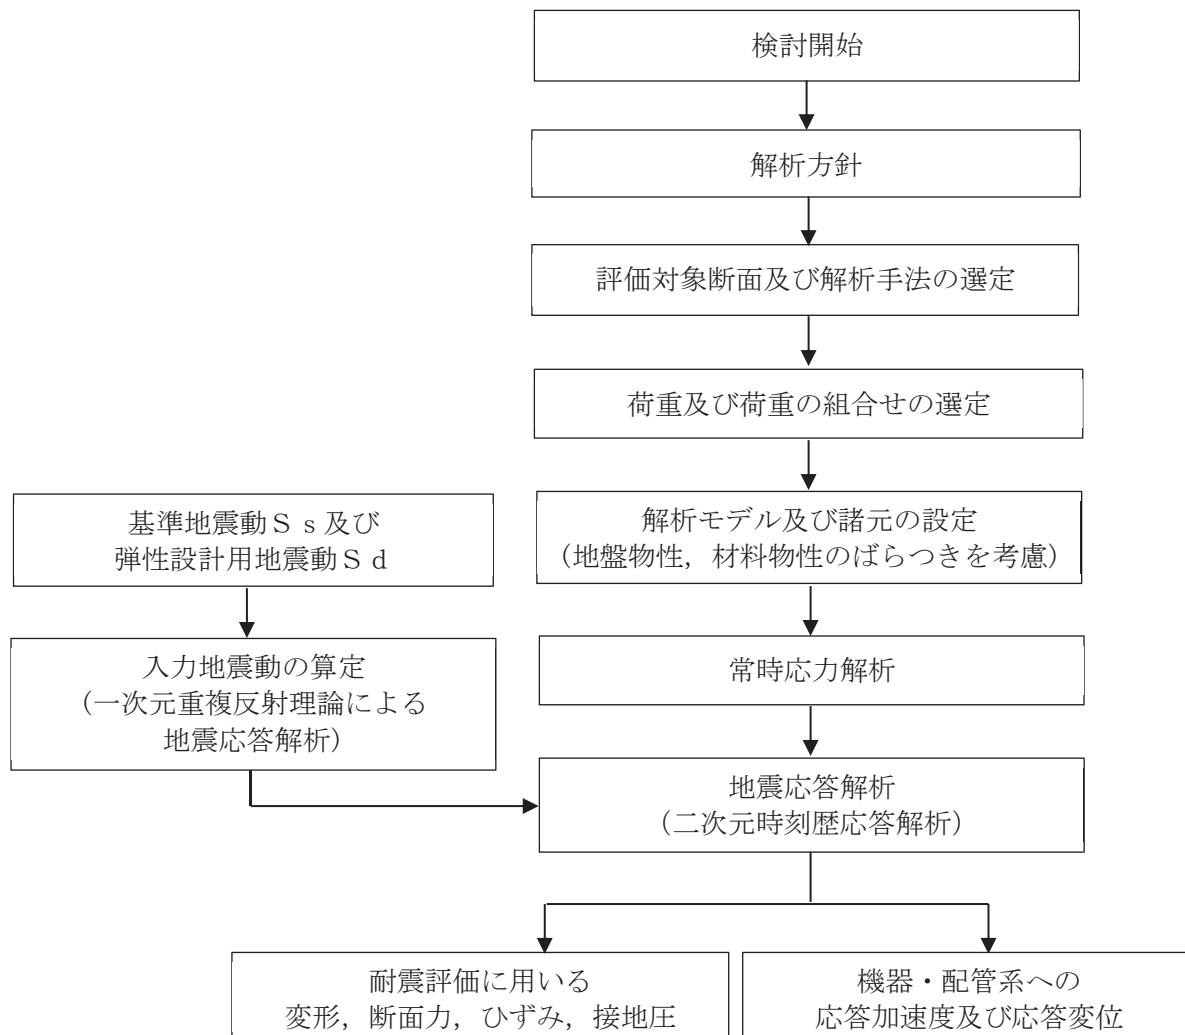 検討開始
解析方針
評価対象断面及び解析手法の選定
荷重及び荷重の組合せの選定
基準地震動Ｓｓ及び
弾性設計用地震動Ｓｄ
解析モデル及び諸元の設定
（地盤物性，材料物性のばらつきを考慮）
入力地震動の算定
（一次元重複反射理論による
地震応答解析）
常時応力解析
地震応答解析
（二次元時刻歴応答解析）
耐震評価に用いる
変形，断面力，ひずみ，接地圧
機器・配管系への
応答加速度及び応答変位